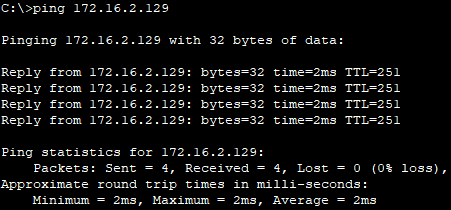 C:\>ping 172.16.2.129
Pinging 172.16.2.129 with 32 bytes of data:
Reply from 172.16.2.129: bytes=32 time=2ms TTL=251
Reply from 172.16.2.129: bytes=32 time=2ms TTL=251
Reply from 172.16.2.129: bytes=32 time=2ms TTL=251
Reply from 172.16.2.129: bytes=32 time=2ms TTL=251
Ping statistics for 172.16.2.129:
    Packets: Sent = 4, Received = 4, Lost = 0 (0% loss),
Approximate round trip times in milli-seconds:
    Minimum = 2ms, Maximum = 2ms, Average = 2ms